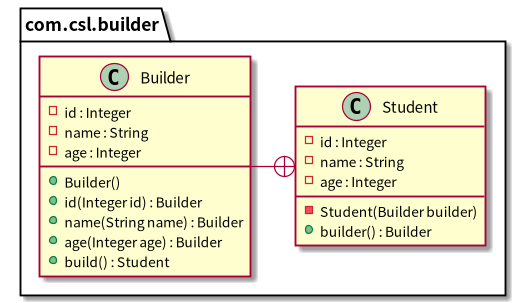 com.csl.builder
C Builder
id : Integer
name : String
age : Integer
Builder()
id(Integer id) : Builder
name(String name) : Builder
age(Integer age) : Builder
build() : Student
C Student
id : Integer
name : String
age : Integer
Student(Builder builder)
builder() : Builder